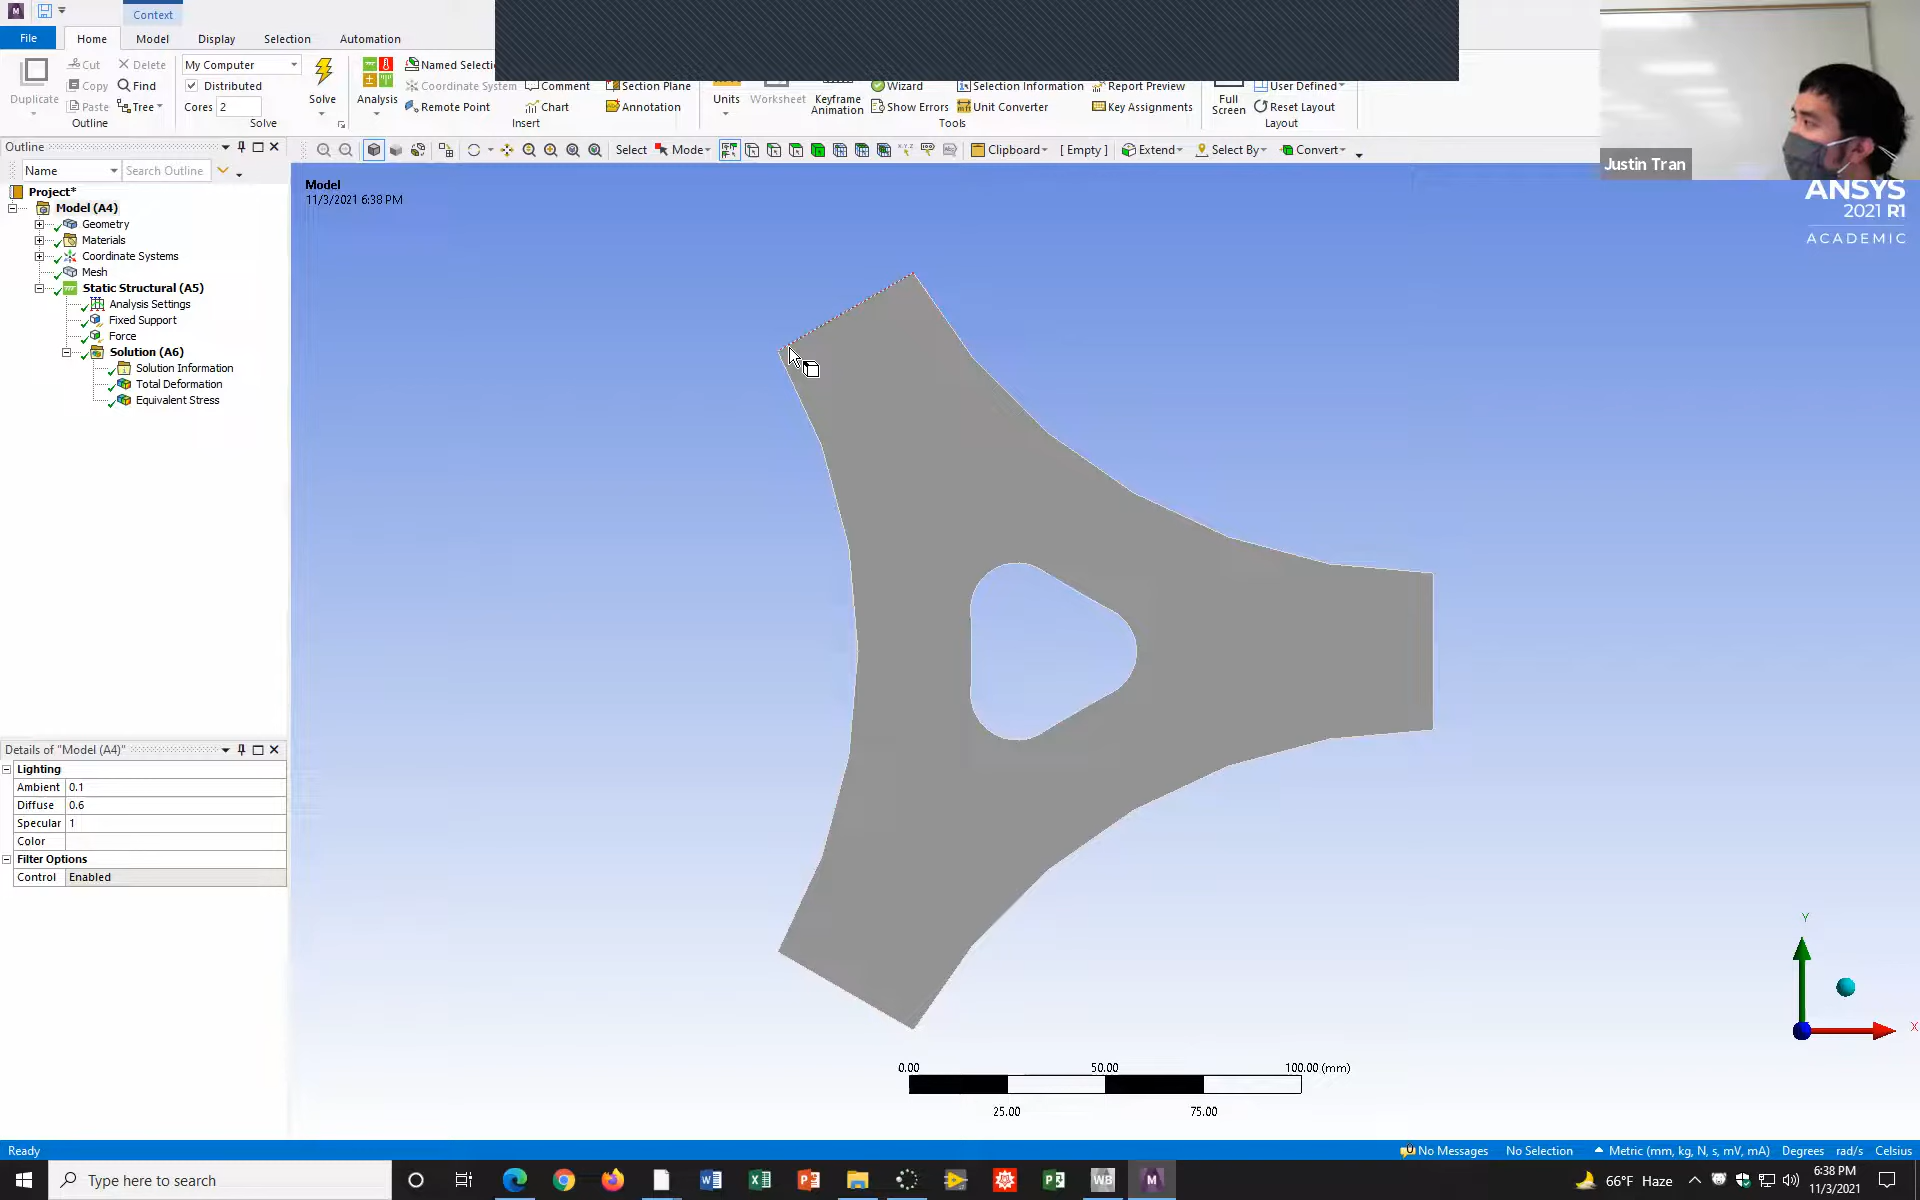 Context
File Home Model Display Selection Automation
Duplicate
Cut
Copy
Paste
Delete
Find
Tree
Outline
My Computer
Distributed
Cores 2
Solve
Solve
Analysis
Named Selecti
Coordinate System
Remote Point
Comment
Chart
Section Plane
Annotation
Insert
Units
Worksheet
Keyframe
Animation
Wizard
Show Errors
Selection Information
Unit Converter
Report Preview
Key Assignments
Tools
Full
Screen
User Defined
Reset Layout
Layout
Justin Tran
Outline
Name Search Outline
Select Mode Clipboard [ Empty ] Extend Select By Convert
Project*
Model (A4)
Geometry
Materials
Coordinate Systems
Mesh
Static Structural (A5)
Analysis Settings
Fixed Support
Force
Solution (A6)
Solution Information
Total Deformation
Equivalent Stress
Model
11/3/2021 6:38 PM
ANSYS
2021 R1
ACADEMIC
Details of "Model (A4)"
Lighting
Ambient 0.1
Diffuse 0.6
Specular 1
Color
Filter Options
Control Enabled
Y
X
0.00 50.00 100.00 (mm)
25.00 75.00
Ready No Messages No Selection Metric (mm, kg, N, s, mV, mA) Degrees rad/s Celsius
Type here to search
WB
M
66°F Haze
6:38 PM
11/3/2021